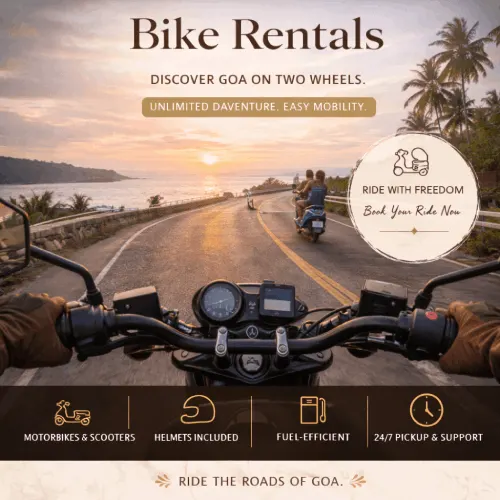 Bike Rentals
DISCOVER GOA ON TWO WHEELS.
UNLIMITED DAVENTURE. EASY MOBILITY.
RIDE WITH FREEDOM
Book Your Ride Now
MOTORBIKES & SCOOTERS
HELMETS INCLUDED
FUEL-EFFICIENT
24/7 PICKUP & SUPPORT
RIDE THE ROADS OF GOA.